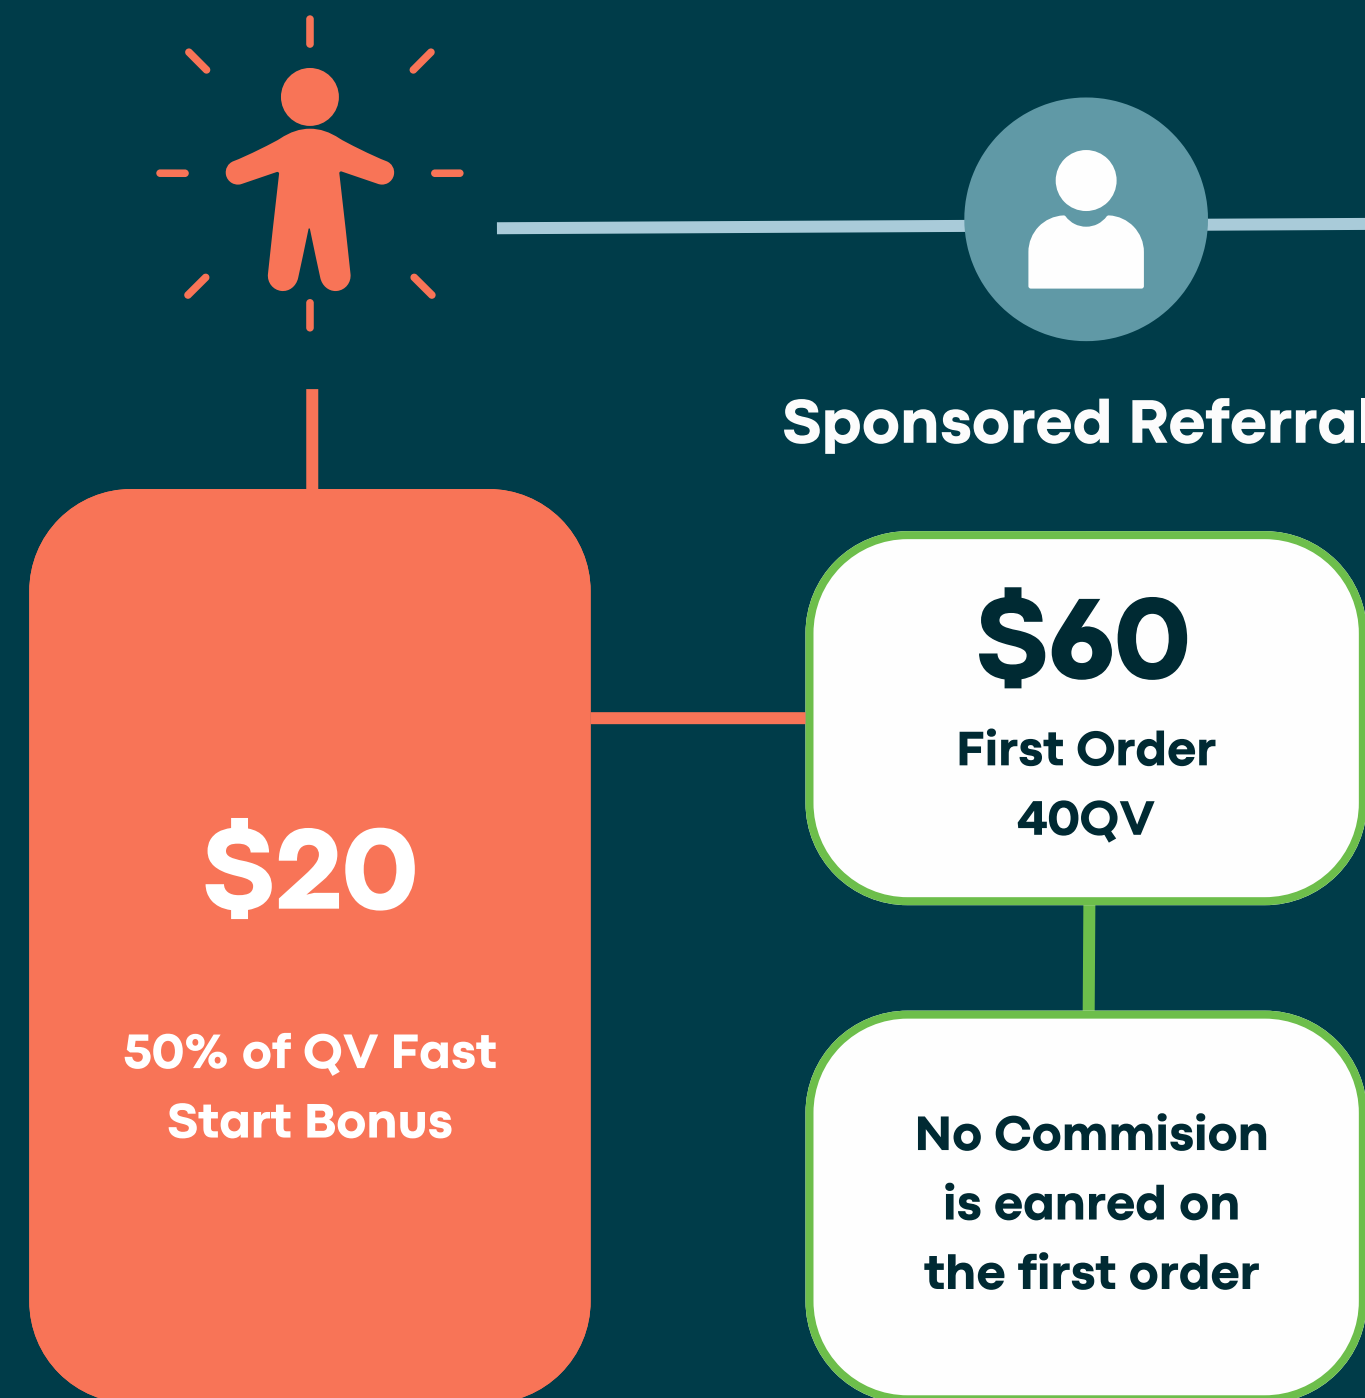 Sponsored Referral
$60
First Order
40QV
$20
50% of QV Fast
Start Bonus
No Commision
is eanred on
the first order